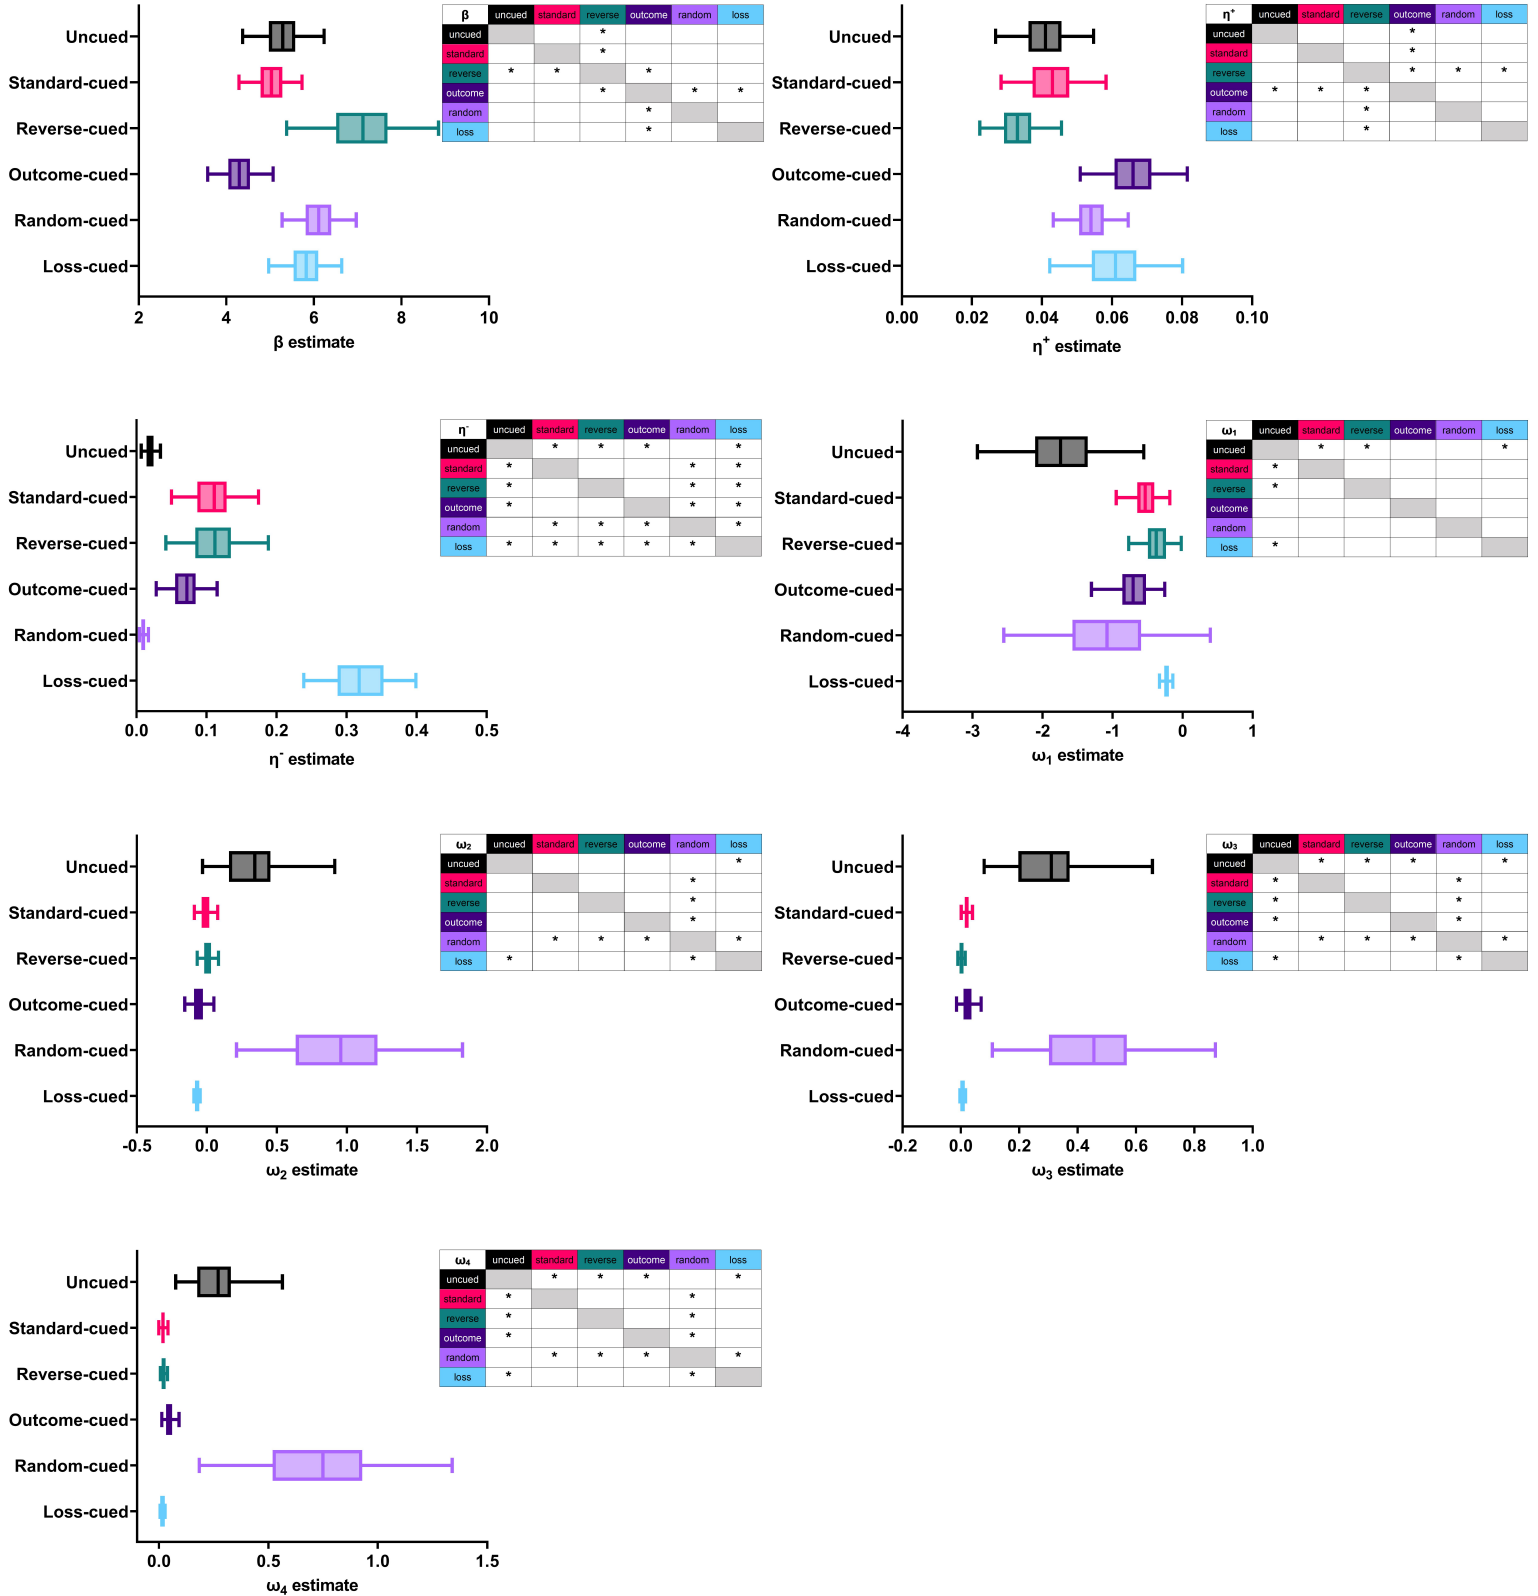 β uncued standard reverse outcome random loss
Uncued
uncued *
standard *
Standard-cued
reverse * * *
outcome * * *
random *
Reverse-cued
loss *
Outcome-cued
Random-cued
Loss-cued
2 4 6 8 10
β estimate
η⁺ uncued standard reverse outcome random loss
Uncued
uncued *
standard *
Standard-cued
reverse * * *
outcome * * *
random *
Reverse-cued
loss *
Outcome-cued
Random-cued
Loss-cued
0.00 0.02 0.04 0.06 0.08 0.10
η⁺ estimate
η⁻ uncued standard reverse outcome random loss
Uncued
uncued * * * *
standard * * *
Standard-cued
reverse * * *
outcome * * *
random * * * *
Reverse-cued
loss * * * * *
Outcome-cued
Random-cued
Loss-cued
0.0 0.1 0.2 0.3 0.4 0.5
η⁻ estimate
ω₁ uncued standard reverse outcome random loss
Uncued
uncued * * *
standard *
Standard-cued
reverse *
outcome
random
Reverse-cued
loss *
Outcome-cued
Random-cued
Loss-cued
-4 -3 -2 -1 0 1
ω₁ estimate
ω₂ uncued standard reverse outcome random loss
Uncued
uncued *
standard *
Standard-cued
reverse *
outcome *
random * * * *
Reverse-cued
loss * *
Outcome-cued
Random-cued
Loss-cued
-0.5 0.0 0.5 1.0 1.5 2.0
ω₂ estimate
ω₃ uncued standard reverse outcome random loss
Uncued
uncued * * * *
standard * *
Standard-cued
reverse * *
outcome * *
random * * * *
Reverse-cued
loss * *
Outcome-cued
Random-cued
Loss-cued
-0.2 0.0 0.2 0.4 0.6 0.8 1.0
ω₃ estimate
ω₄ uncued standard reverse outcome random loss
Uncued
uncued * * * *
standard * *
Standard-cued
reverse * *
outcome * *
random * * * *
Reverse-cued
loss * *
Outcome-cued
Random-cued
Loss-cued
0.0 0.5 1.0 1.5
ω₄ estimate